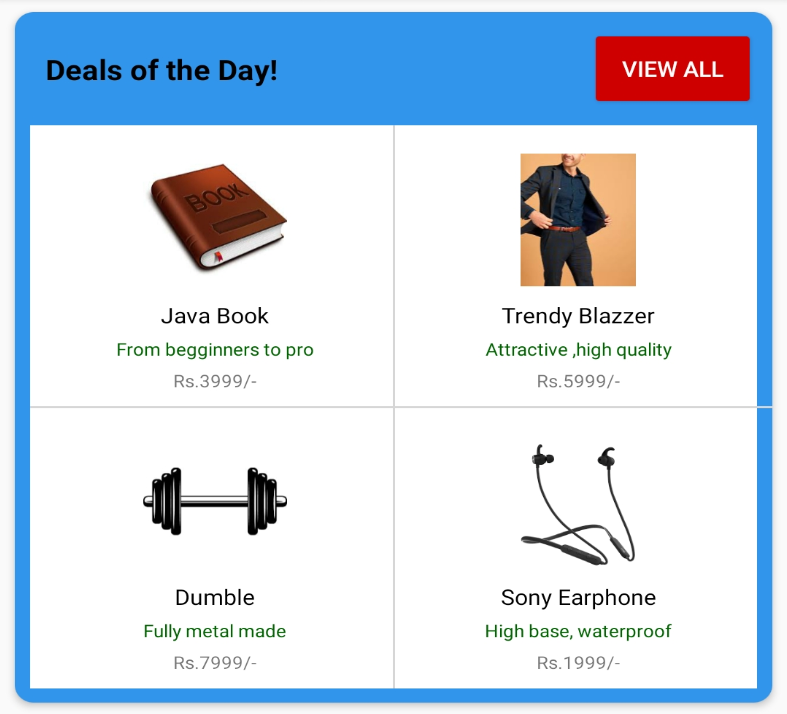 Deals of the Day!
VIEW ALL
BOOK
Java Book
From begginners to pro
Rs.3999/-
Trendy Blazzer
Attractive ,high quality
Rs.5999/-
Dumble
Fully metal made
Rs.7999/-
Sony Earphone
High base, waterproof
Rs.1999/-